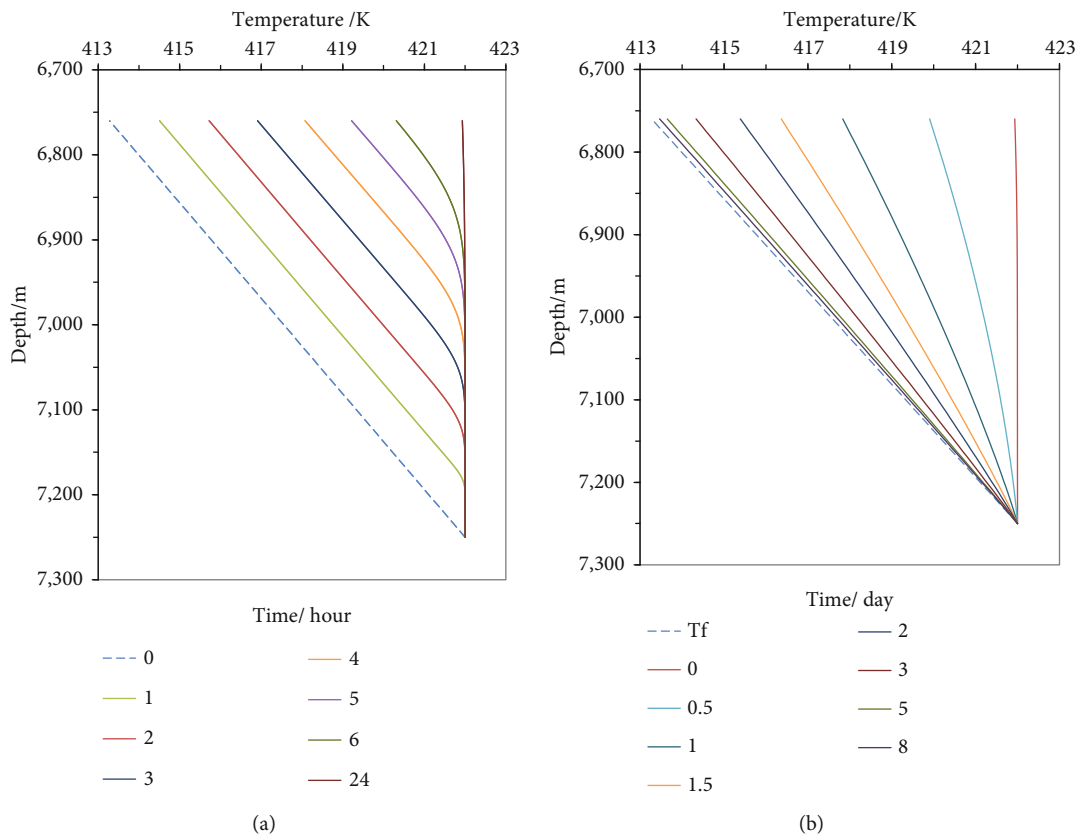 Temperature /K
413 415 417 419 421 423
6,700
6,800
6,900
7,000
7,100
7,200
7,300
Depth/m
Time/ hour
0
1
2
3
4
5
6
24
(a)
Temperature/K
413 415 417 419 421 423
6,700
6,800
6,900
7,000
7,100
7,200
7,300
Depth/m
Time/ day
Tf
0
0.5
1
1.5
2
3
5
8
(b)